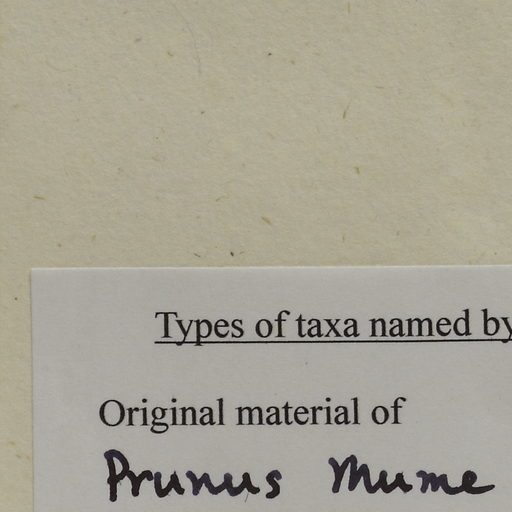 Types of taxa named by
Original material of
Prunus Mume